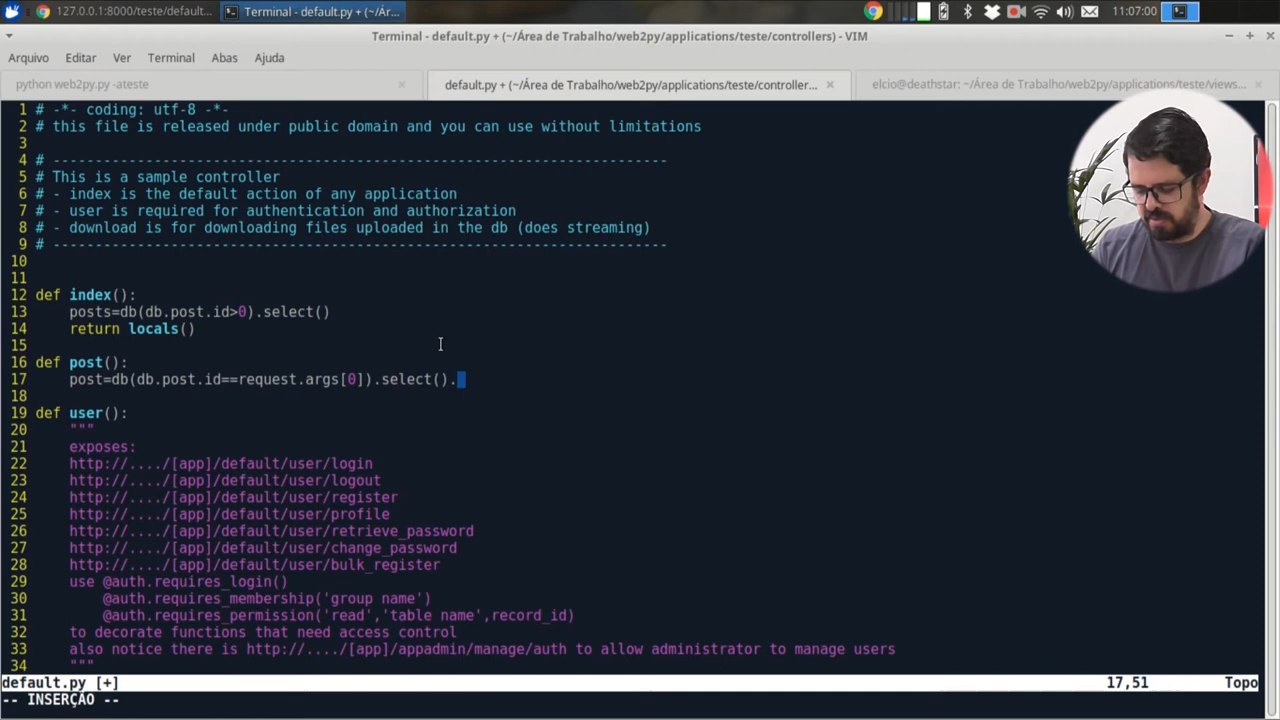 127.0.0.1:8000/teste/default...
Terminal - default.py + (~/Ár...
11:07:00
Terminal - default.py + (~/Área de Trabalho/web2py/applications/teste/controllers) - VIM
Arquivo Editar Ver Terminal Abas Ajuda
python web2py.py -ateste
default.py + (~/Área de Trabalho/web2py/applications/teste/controller...
elcio@deathstar: ~/Área de Trabalho/web2py/applications/teste/views...
1 # -*- coding: utf-8 -*-
2 # this file is released under public domain and you can use without limitations
3
4 # -------------------------------------------------------------------------
5 # This is a sample controller
6 # - index is the default action of any application
7 # - user is required for authentication and authorization
8 # - download is for downloading files uploaded in the db (does streaming)
9 # -------------------------------------------------------------------------
10
11
12 def index():
13     posts=db(db.post.id>0).select()
14     return locals()
15
16 def post():
17     post=db(db.post.id==request.args[0]).select().
18
19 def user():
20     """
21     exposes:
22     http://..../[app]/default/user/login
23     http://..../[app]/default/user/logout
24     http://..../[app]/default/user/register
25     http://..../[app]/default/user/profile
26     http://..../[app]/default/user/retrieve_password
27     http://..../[app]/default/user/change_password
28     http://..../[app]/default/user/bulk_register
29     use @auth.requires_login()
30         @auth.requires_membership('group name')
31         @auth.requires_permission('read','table name',record_id)
32     to decorate functions that need access control
33     also notice there is http://..../[app]/appadmin/manage/auth to allow administrator to manage users
34     """
default.py [+] 17,51 Topo
-- INSERÇÃO --